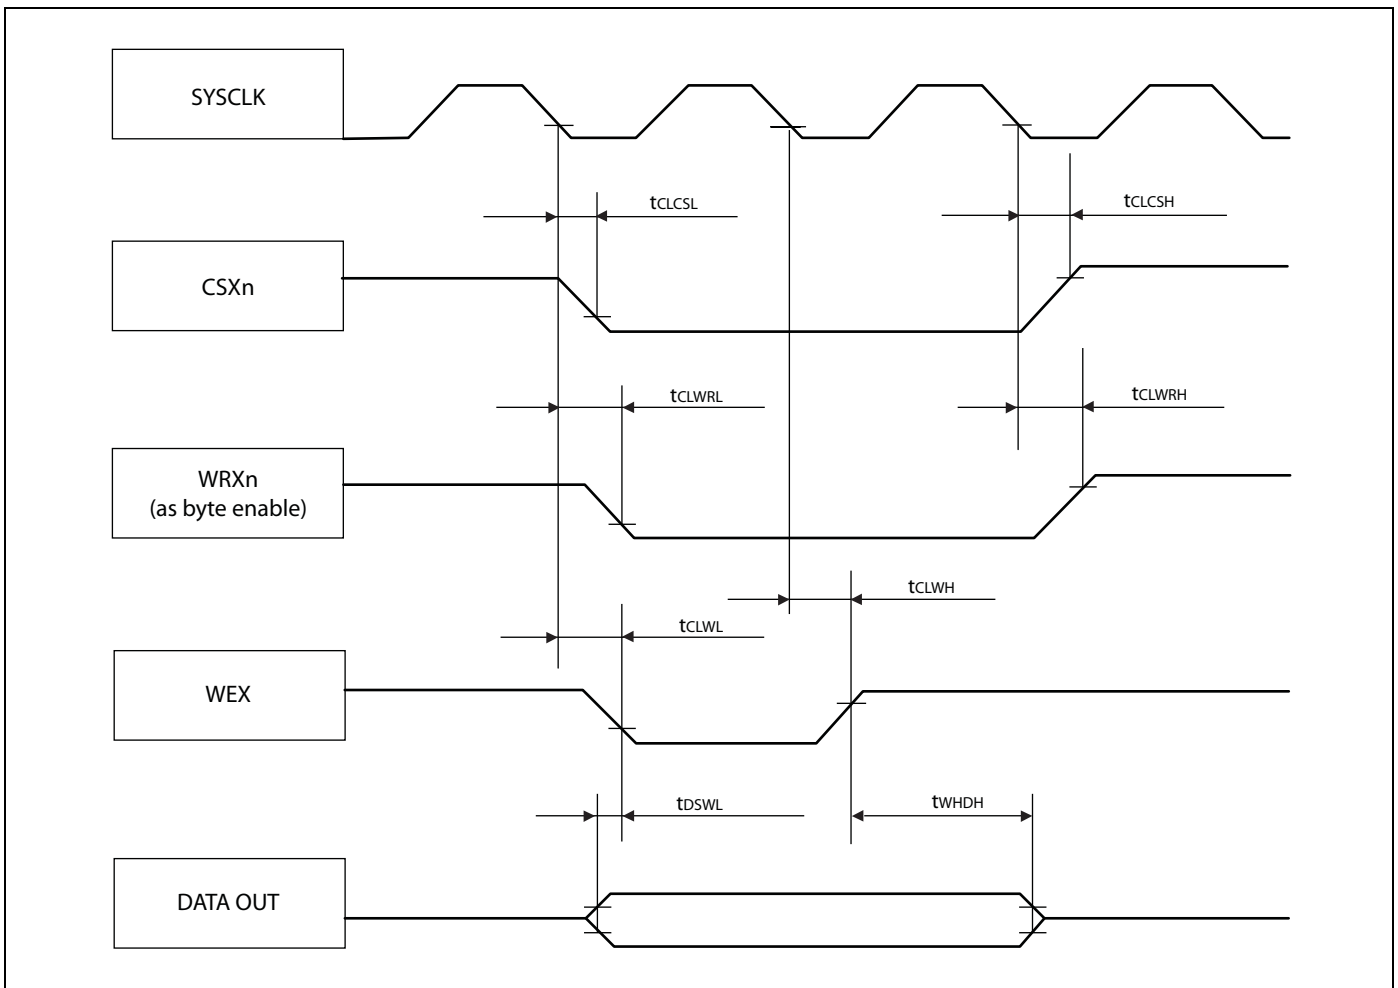 SYSCLK
tCLCSL
tCLCSH
CSXn
tCLWRL
tCLWRH
WRXn
(as byte enable)
tCLWH
tCLWL
WEX
tDSWL
tWHDH
DATA OUT